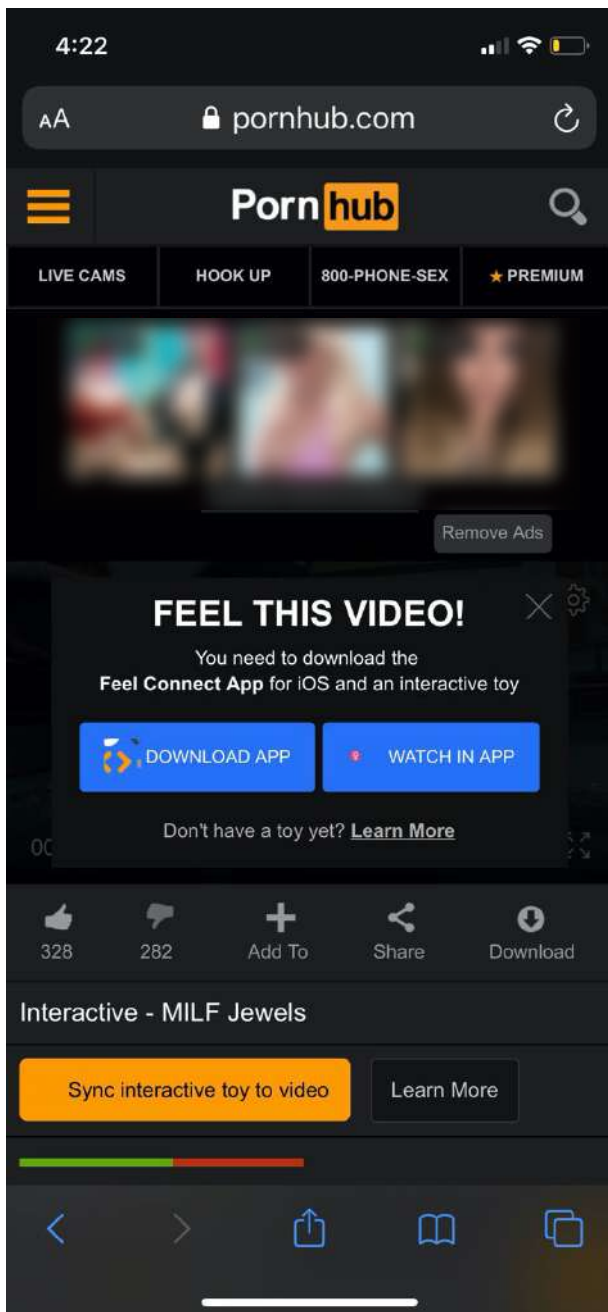 4:22
AA pornhub.com
Pornhub
LIVE CAMS HOOK UP 800-PHONE-SEX PREMIUM
Remove Ads
FEEL THIS VIDEO!
You need to download the
Feel Connect App for iOS and an interactive toy
DOWNLOAD APP WATCH IN APP
Don't have a toy yet? Learn More
328 282 Add To Share Download
Interactive - MILF Jewels
Sync interactive toy to video Learn More